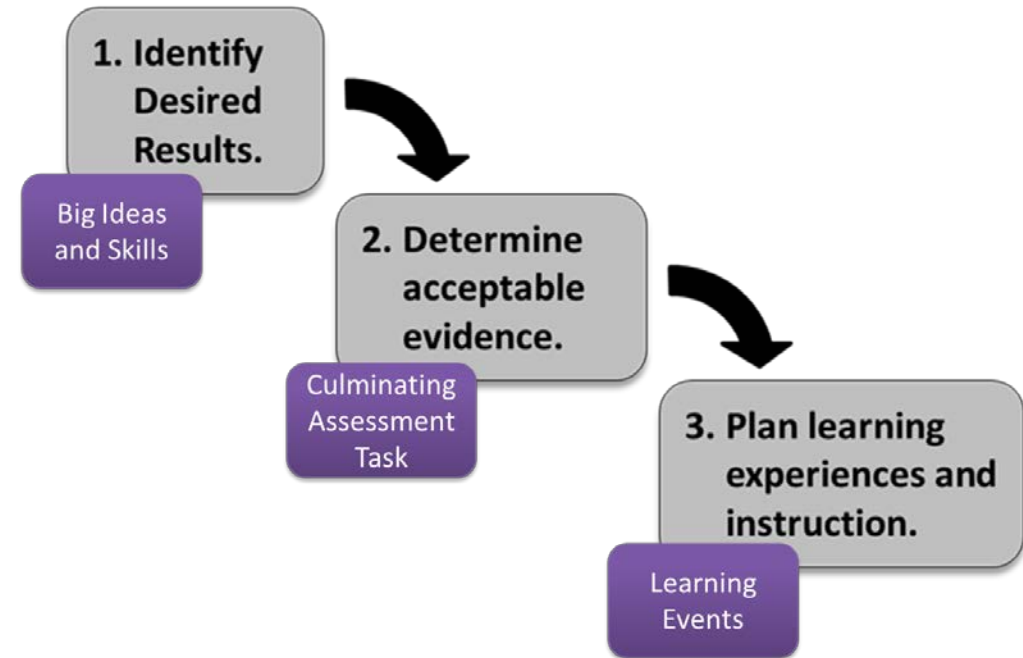 1. Identify
Desired
Results.
Big Ideas
and Skills
2. Determine
acceptable
evidence.
Culminating
Assessment
Task
3. Plan learning
experiences and
instruction.
Learning
Events